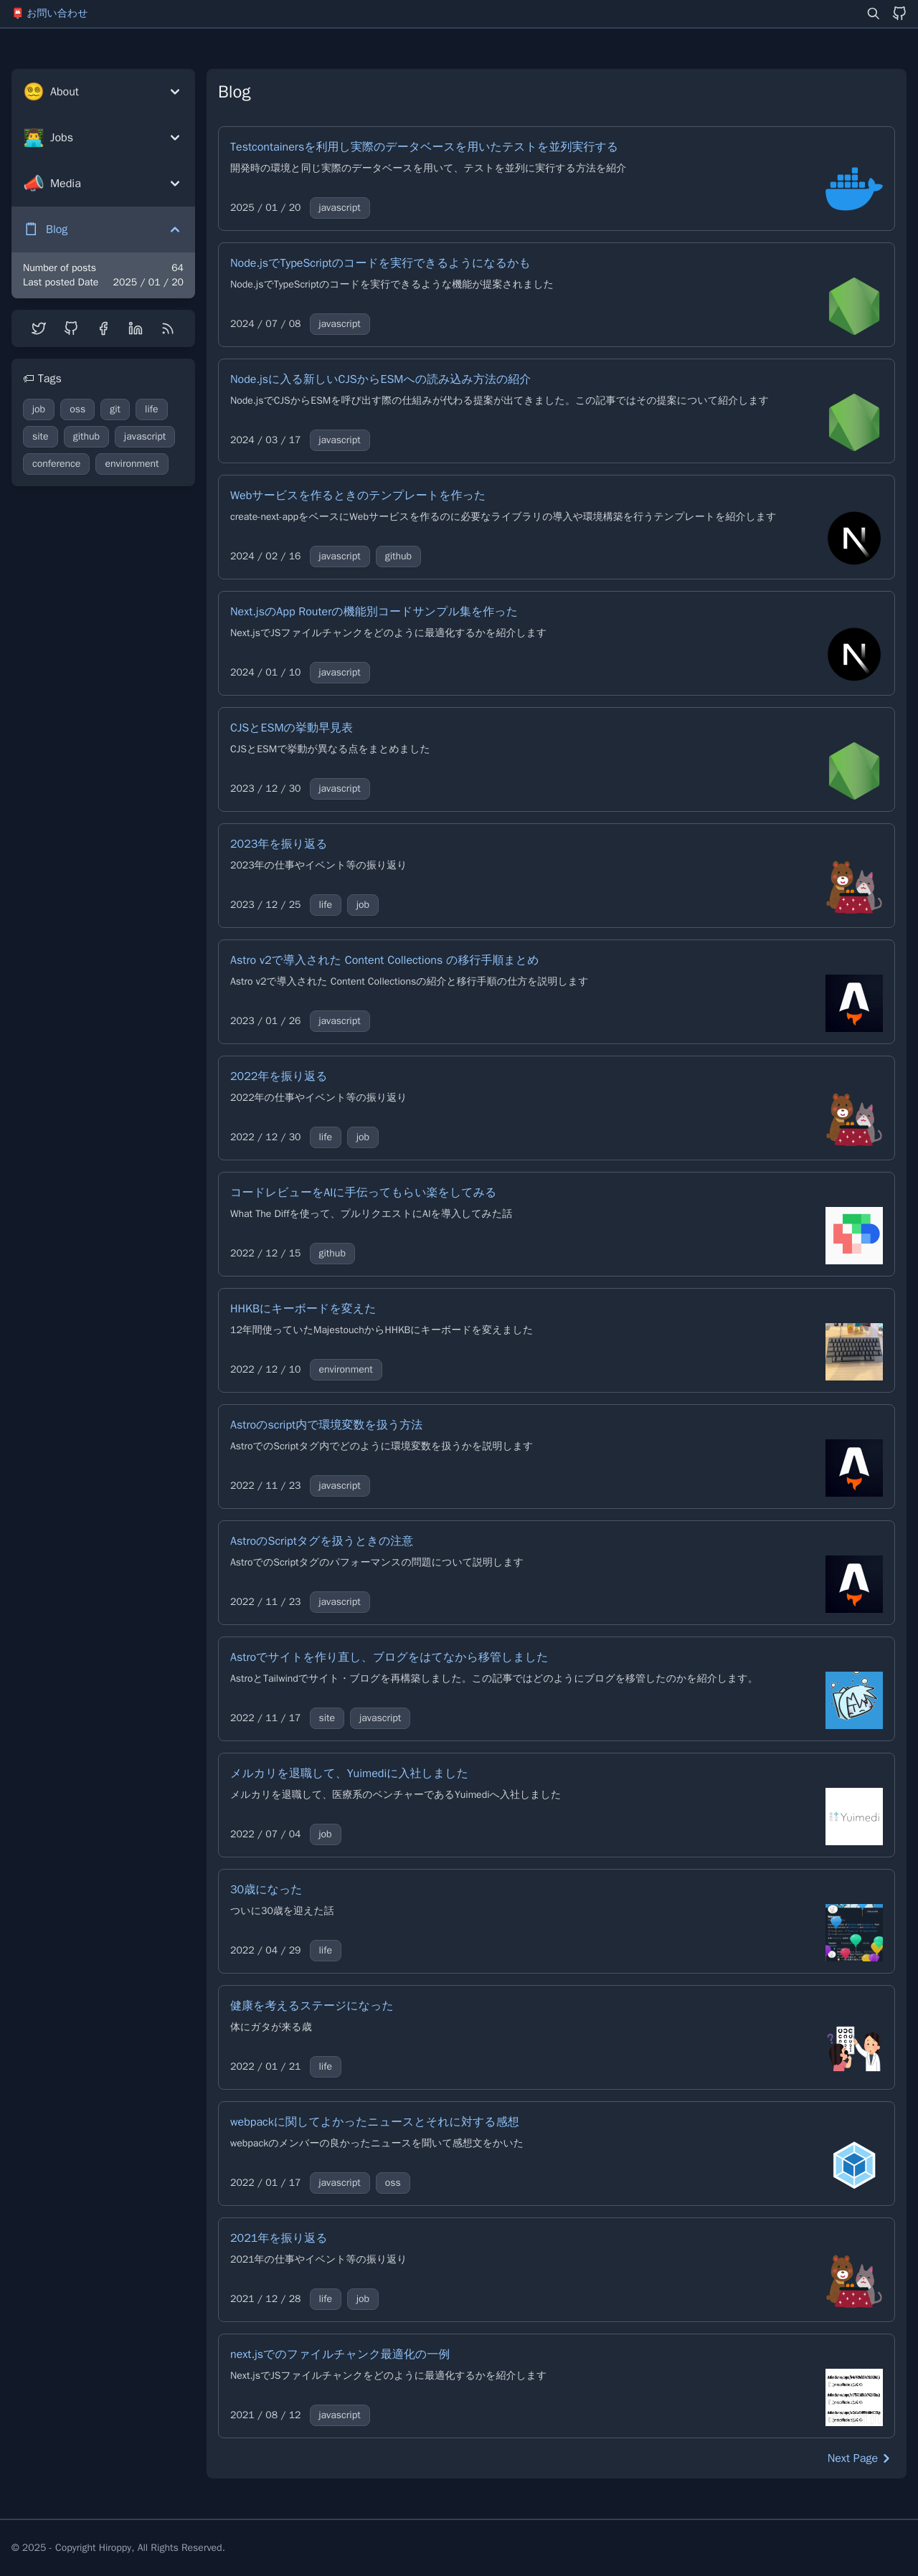 お問い合わせ
About
Jobs
Media
Blog
Number of posts 64
Last posted Date 2025 / 01 / 20
Tags
job oss git life
site github javascript
conference environment
Blog
Testcontainersを利用し実際のデータベースを用いたテストを並列実行する
開発時の環境と同じ実際のデータベースを用いて、テストを並列に実行する方法を紹介
2025 / 01 / 20 javascript
Node.jsでTypeScriptのコードを実行できるようになるかも
Node.jsでTypeScriptのコードを実行できるような機能が提案されました
2024 / 07 / 08 javascript
Node.jsに入る新しいCJSからESMへの読み込み方法の紹介
Node.jsでCJSからESMを呼び出す際の仕組みが代わる提案が出てきました。この記事ではその提案について紹介します
2024 / 03 / 17 javascript
Webサービスを作るときのテンプレートを作った
create-next-appをベースにWebサービスを作るのに必要なライブラリの導入や環境構築を行うテンプレートを紹介します
2024 / 02 / 16 javascript github
Next.jsのApp Routerの機能別コードサンプル集を作った
Next.jsでJSファイルチャンクをどのように最適化するかを紹介します
2024 / 01 / 10 javascript
CJSとESMの挙動早見表
CJSとESMで挙動が異なる点をまとめました
2023 / 12 / 30 javascript
2023年を振り返る
2023年の仕事やイベント等の振り返り
2023 / 12 / 25 life job
Astro v2で導入された Content Collections の移行手順まとめ
Astro v2で導入された Content Collectionsの紹介と移行手順の仕方を説明します
2023 / 01 / 26 javascript
2022年を振り返る
2022年の仕事やイベント等の振り返り
2022 / 12 / 30 life job
コードレビューをAIに手伝ってもらい楽をしてみる
What The Diffを使って、プルリクエストにAIを導入してみた話
2022 / 12 / 15 github
HHKBにキーボードを変えた
12年間使っていたMajestouchからHHKBにキーボードを変えました
2022 / 12 / 10 environment
Astroのscript内で環境変数を扱う方法
AstroでのScriptタグ内でどのように環境変数を扱うかを説明します
2022 / 11 / 23 javascript
AstroのScriptタグを扱うときの注意
AstroでのScriptタグのパフォーマンスの問題について説明します
2022 / 11 / 23 javascript
Astroでサイトを作り直し、ブログをはてなから移管しました
AstroとTailwindでサイト・ブログを再構築しました。この記事ではどのようにブログを移管したのかを紹介します。
2022 / 11 / 17 site javascript
メルカリを退職して、Yuimediに入社しました
メルカリを退職して、医療系のベンチャーであるYuimediへ入社しました
Yuimedi
2022 / 07 / 04 job
30歳になった
ついに30歳を迎えた話
2022 / 04 / 29 life
健康を考えるステージになった
体にガタが来る歳
2022 / 01 / 21 life
webpackに関してよかったニュースとそれに対する感想
webpackのメンバーの良かったニュースを聞いて感想文をかいた
2022 / 01 / 17 javascript oss
2021年を振り返る
2021年の仕事やイベント等の振り返り
2021 / 12 / 28 life job
next.jsでのファイルチャンク最適化の一例
Next.jsでJSファイルチャンクをどのように最適化するかを紹介します
2021 / 08 / 12 javascript
Next Page
© 2025 - Copyright Hiroppy, All Rights Reserved.